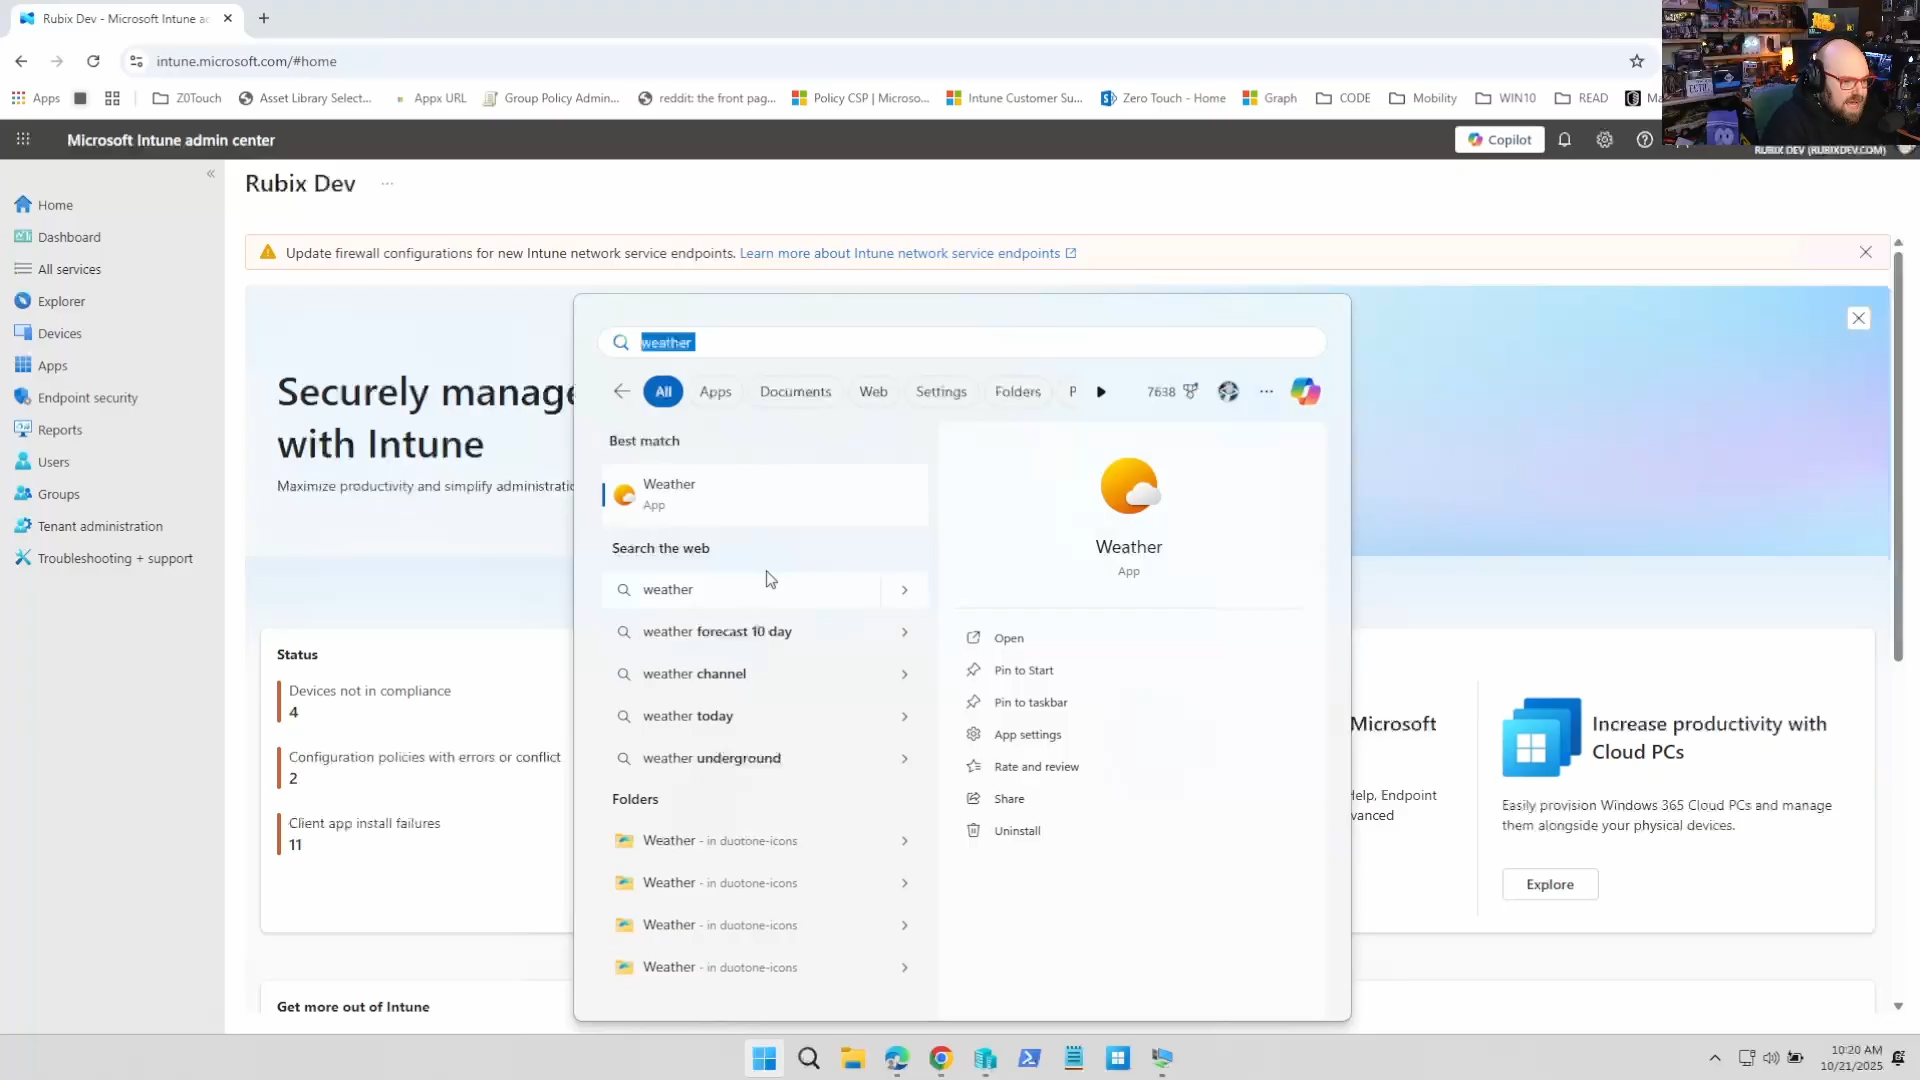 Rubix Dev - Microsoft Intune ac
intune.microsoft.com/#home
Apps
Z0Touch
Asset Library Select...
Appx URL
Group Policy Admin...
reddit: the front pag...
Policy CSP | Microso...
Intune Customer Su...
Zero Touch - Home
Graph
CODE
Mobility
WIN10
READ
Microsoft Intune admin center
Copilot
RUBIX DEV (RUBIXDEV.COM)
Home
Dashboard
All services
Explorer
Devices
Apps
Endpoint security
Reports
Users
Groups
Tenant administration
Troubleshooting + support
Rubix Dev
Update firewall configurations for new Intune network service endpoints. Learn more about Intune network service endpoints
Securely manage
with Intune
Maximize productivity and simplify administratio
Status
Devices not in compliance
4
Configuration policies with errors or conflict
2
Client app install failures
11
Get more out of Intune
weather
All
Apps
Documents
Web
Settings
Folders
P
7638
Best match
Weather
App
Search the web
weather
weather forecast 10 day
weather channel
weather today
weather underground
Folders
Weather - in duotone-icons
Weather - in duotone-icons
Weather - in duotone-icons
Weather - in duotone-icons
Weather
App
Open
Pin to Start
Pin to taskbar
App settings
Rate and review
Share
Uninstall
Microsoft
Help, Endpoint
vanced
Increase productivity with
Cloud PCs
Easily provision Windows 365 Cloud PCs and manage
them alongside your physical devices.
Explore
10:20 AM
10/21/2025